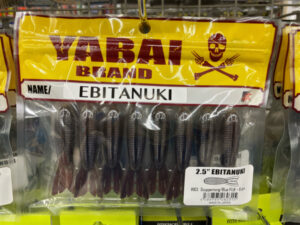 YABAI
BRAND
NAME/
EBITANUKI
2.5" EBITANUKI